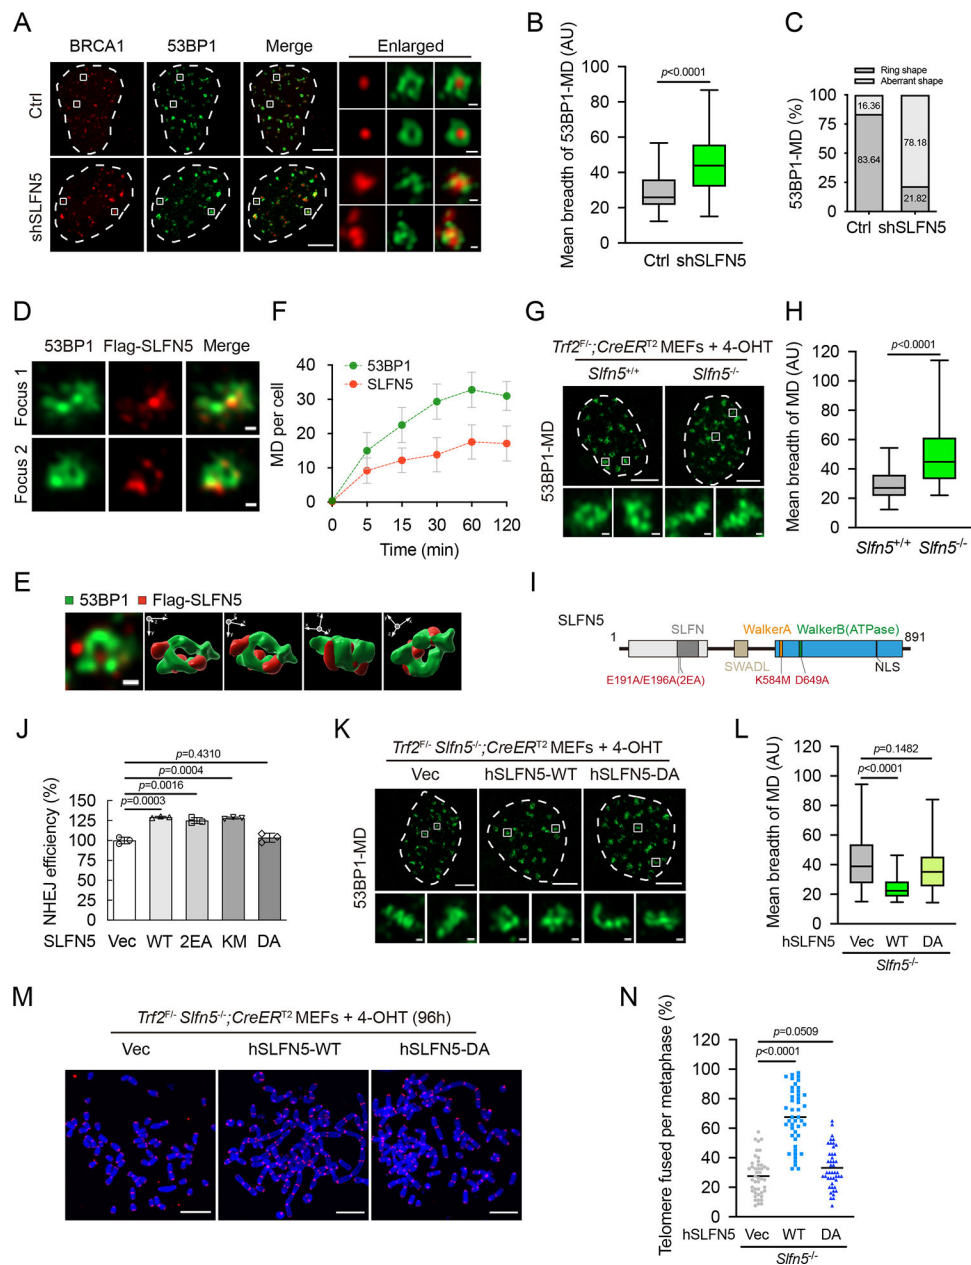 A
BRCA1 53BP1 Merge Enlarged
Ctrl
shSLFN5
B
Mean breadth of 53BP1-MD (AU)
100
80
60
40
20
0
p<0.0001
Ctrl shSLFN5
C
Ring shape
Aberrant shape
53BP1-MD (%)
100
80
60
40
20
0
16.36
83.64
78.18
21.82
Ctrl shSLFN5
D
53BP1 Flag-SLFN5 Merge
Focus 1
Focus 2
F
MD per cell
40
30
20
10
0
53BP1
SLFN5
0 5 15 30 60 120
Time (min)
G
Trf2F/-;CreERT2 MEFs + 4-OHT
Slfn5+/+ Slfn5-/-
53BP1-MD
H
Mean breadth of MD (AU)
120
100
80
60
40
20
0
p<0.0001
Slfn5+/+ Slfn5-/-
E
53BP1 Flag-SLFN5
I
SLFN5
1 SLFN WalkerA WalkerB(ATPase) 891
SWADL NLS
E191A/E196A(2EA) K584M D649A
J
NHEJ efficiency (%)
150
125
100
75
50
25
0
p=0.4310
p=0.0004
p=0.0016
p=0.0003
SLFN5 Vec WT 2EA KM DA
K
Trf2F/- Slfn5-/-;CreERT2 MEFs + 4-OHT
Vec hSLFN5-WT hSLFN5-DA
53BP1-MD
L
Mean breadth of MD (AU)
120
100
80
60
40
20
0
p=0.1482
p<0.0001
hSLFN5 Vec WT DA
Slfn5-/-
M
Trf2F/- Slfn5-/-;CreERT2 MEFs + 4-OHT (96h)
Vec hSLFN5-WT hSLFN5-DA
N
Telomere fused per metaphase (%)
120
100
80
60
40
20
0
p=0.0509
p<0.0001
hSLFN5 Vec WT DA
Slfn5-/-